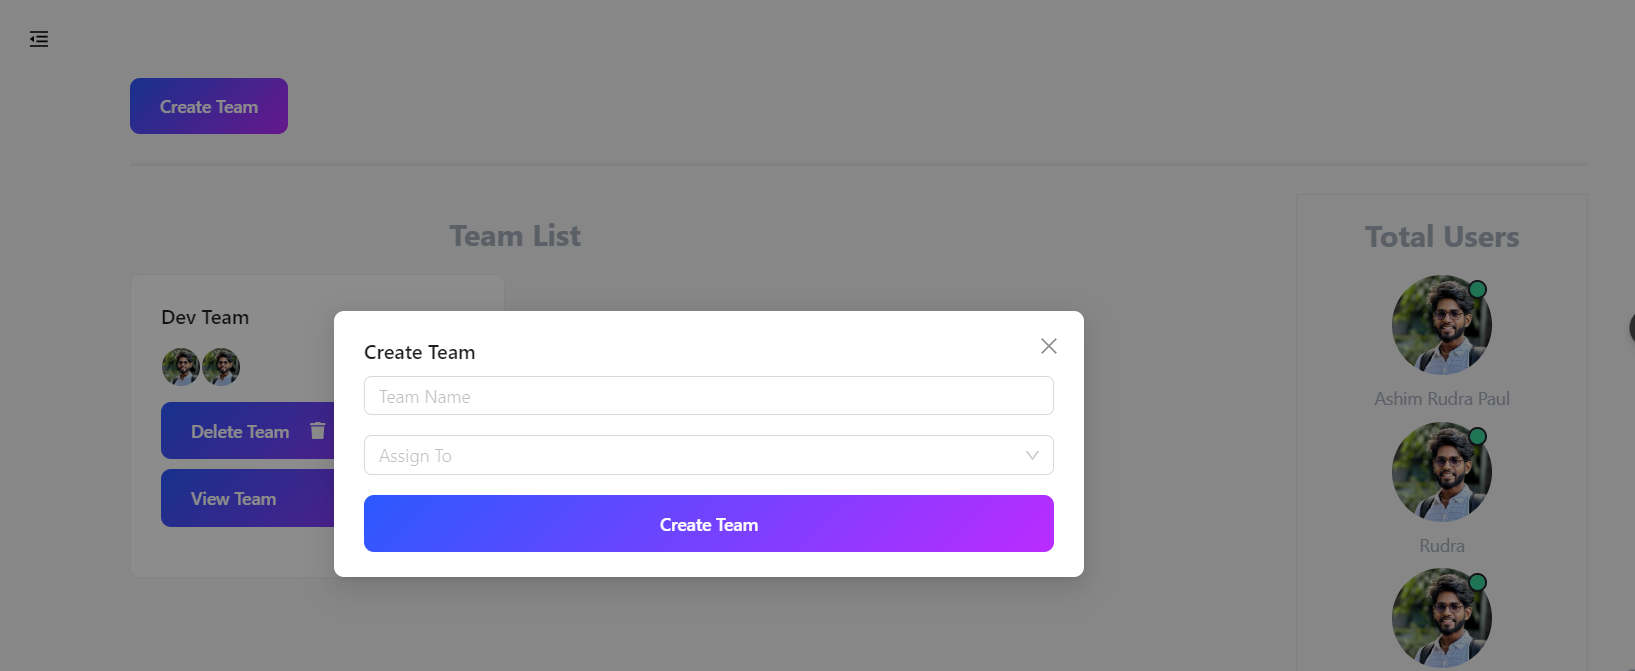 Create Team
Team List
Total Users
Dev Team
Delete Team
View Team
Create Team
Team Name
Assign To
Create Team
Ashim Rudra Paul
Rudra